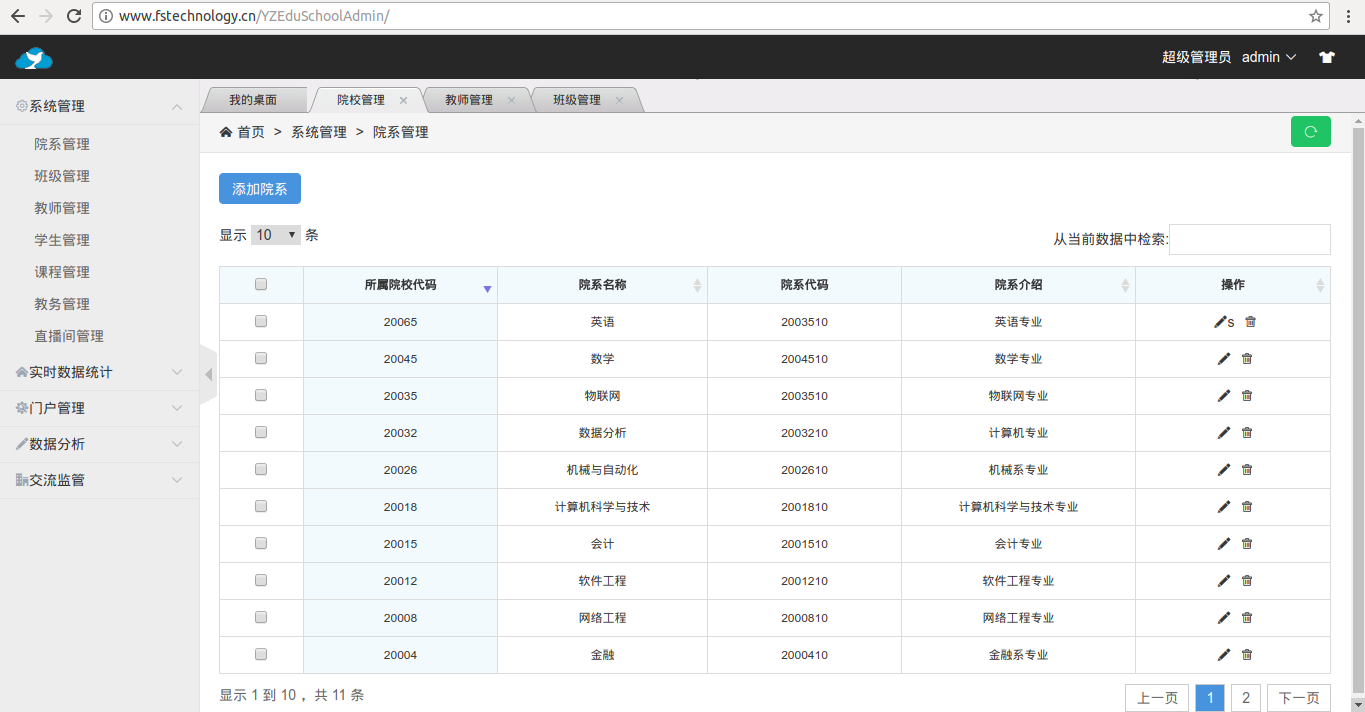 www.fstechnology.cn/YZEduSchoolAdmin/
超级管理员 admin
我的桌面 院校管理 教师管理 班级管理
首页 > 系统管理 > 院系管理
系统管理
院系管理
班级管理
教师管理
学生管理
课程管理
教务管理
直播间管理
实时数据统计
门户管理
数据分析
交流监管
添加院系
显示 10 条
从当前数据中检索:
所属院校代码 院系名称 院系代码 院系介绍 操作
20065 英语 2003510 英语专业 s
20045 数学 2004510 数学专业
20035 物联网 2003510 物联网专业
20032 数据分析 2003210 计算机专业
20026 机械与自动化 2002610 机械系专业
20018 计算机科学与技术 2001810 计算机科学与技术专业
20015 会计 2001510 会计专业
20012 软件工程 2001210 软件工程专业
20008 网络工程 2000810 网络工程专业
20004 金融 2000410 金融系专业
显示 1 到 10 ，共 11 条
上一页 1 2 下一页